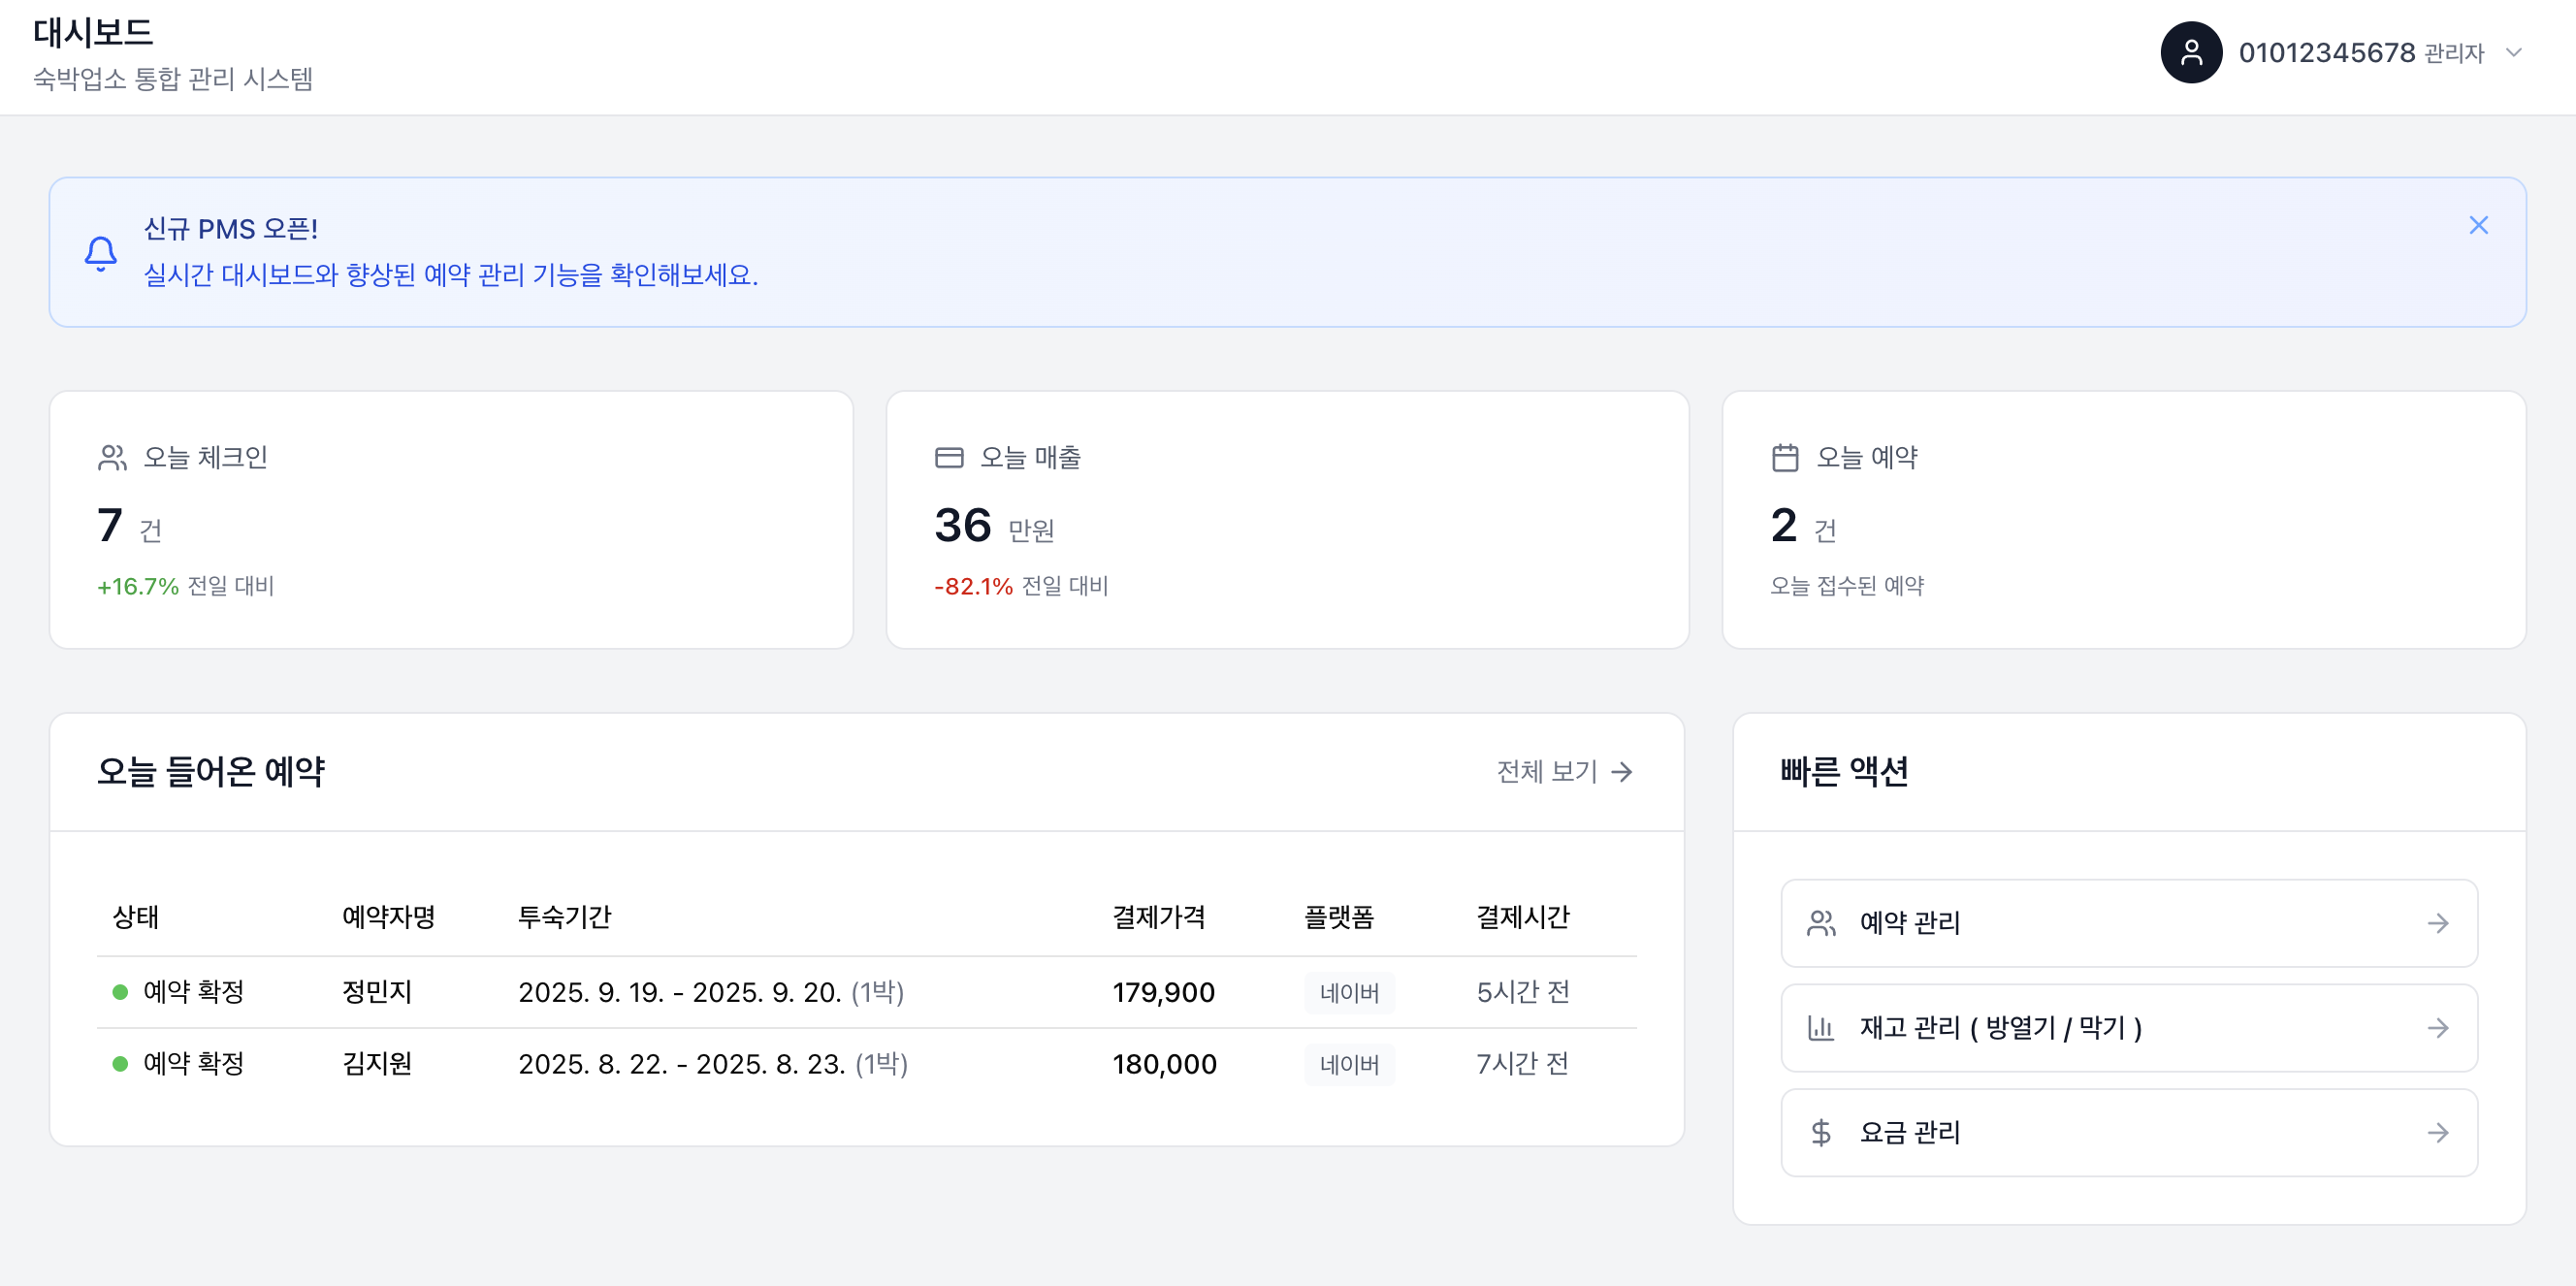 대시보드
숙박업소 통합 관리 시스템
01012345678 관리자
신규 PMS 오픈!
실시간 대시보드와 향상된 예약 관리 기능을 확인해보세요.
오늘 체크인
7 건
+16.7% 전일 대비
오늘 매출
36 만원
-82.1% 전일 대비
오늘 예약
2 건
오늘 접수된 예약
오늘 들어온 예약
전체 보기
상태 예약자명 투숙기간 결제가격 플랫폼 결제시간
예약 확정 정민지 2025. 9. 19. - 2025. 9. 20. (1박) 179,900 네이버 5시간 전
예약 확정 김지원 2025. 8. 22. - 2025. 8. 23. (1박) 180,000 네이버 7시간 전
빠른 액션
예약 관리
재고 관리 ( 방열기 / 막기 )
요금 관리